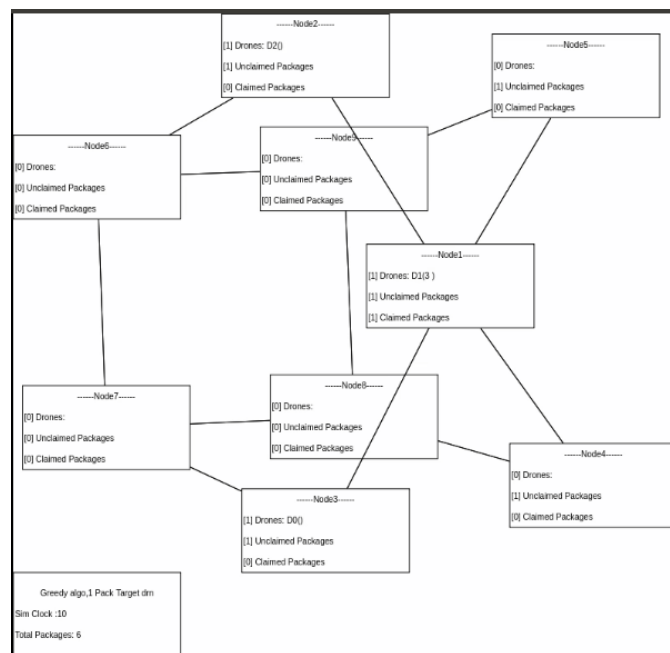 ------Node2------
[1] Drones: D2()
[1] Unclaimed Packages
[0] Claimed Packages
------Node5------
[0] Drones:
[1] Unclaimed Packages
[0] Claimed Packages
------Node6------
[0] Drones:
[0] Unclaimed Packages
[0] Claimed Packages
------Node9------
[0] Drones:
[0] Unclaimed Packages
[0] Claimed Packages
------Node1------
[1] Drones: D1(3 )
[1] Unclaimed Packages
[1] Claimed Packages
------Node7------
[0] Drones:
[0] Unclaimed Packages
[0] Claimed Packages
------Node8------
[0] Drones:
[0] Unclaimed Packages
[0] Claimed Packages
------Node4------
[0] Drones:
[1] Unclaimed Packages
[0] Claimed Packages
------Node3------
[1] Drones: D0()
[1] Unclaimed Packages
[0] Claimed Packages
Greedy algo,1 Pack Target drn
Sim Clock :10
Total Packages: 6